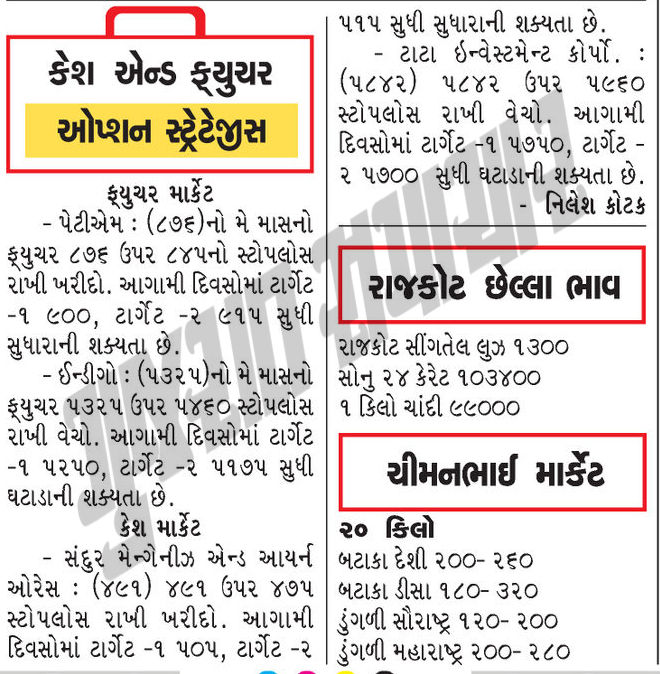 કેશ એન્ડ ફ્યુચર
ઓપ્શન સ્ટ્રેટેજીસ
ફ્યુચર માર્કેટ
- પેટીએમ : (૮૭૬)નો મે માસનો
ફ્યુચર ૮૭૬ ઉપર ૮૪૫નો સ્ટોપલોસ
રાખી ખરીદો. આગામી દિવસોમાં ટાર્ગેટ
-૧ ૯૦૦, ટાર્ગેટ -૨ ૯૧૫ સુધી
સુધારાની શક્યતા છે.
- ઈન્ડીગો : (૫૩૨૫)નો મે માસનો
ફ્યુચર ૫૩૨૫ ઉપર ૫૪૬૦ સ્ટોપલોસ
રાખી વેચો. આગામી દિવસોમાં ટાર્ગેટ
-૧ ૫૨૫૦, ટાર્ગેટ -૨ ૫૧૭૫ સુધી
ઘટાડાની શક્યતા છે.
કેશ માર્કેટ
- સંદુર મેન્ગેનીઝ એન્ડ આયર્ન
ઓરેસ : (૪૯૧) ૪૯૧ ઉપર ૪૭૫
સ્ટોપલોસ રાખી ખરીદો. આગામી
દિવસોમાં ટાર્ગેટ -૧ ૫૦૫, ટાર્ગેટ -૨
૫૧૫ સુધી સુધારાની શક્યતા છે.
- ટાટા ઇન્વેસ્ટમેન્ટ કોર્પો. :
(૫૮૪૨) ૫૮૪૨ ઉપર ૫૯૬૦
સ્ટોપલોસ રાખી વેચો. આગામી
દિવસોમાં ટાર્ગેટ -૧ ૫૭૫૦, ટાર્ગેટ -
૨ ૫૭૦૦ સુધી ઘટાડાની શક્યતા છે.
- નિલેશ કોટક
રાજકોટ છેલ્લા ભાવ
રાજકોટ સીંગતેલ લુઝ ૧૩૦૦
સોનુ ૨૪ કેરેટ ૧૦૩૪૦૦
૧ કિલો ચાંદી ૯૯૦૦૦
ચીમનભાઈ માર્કેટ
૨૦ કિલો
બટાકા દેશી ૨૦૦- ૨૬૦
બટાકા ડીસા ૧૮૦- ૩૨૦
ડુંગળી સૌરાષ્ટ્ર ૧૨૦- ૨૦૦
ડુંગળી મહારાષ્ટ્ર ૨૦૦- ૨૮૦
ગુજરાત સમાચાર